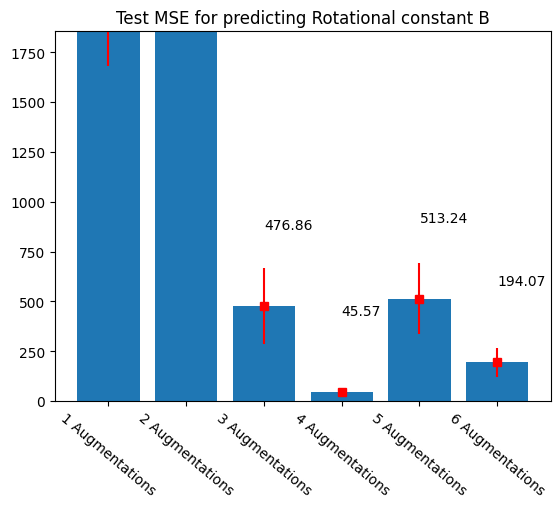 Test MSE for predicting Rotational constant B
1750
1500
1250
1000
750
500
250
0
476.86
45.57
513.24
194.07
1 Augmentations
2 Augmentations
3 Augmentations
4 Augmentations
5 Augmentations
6 Augmentations